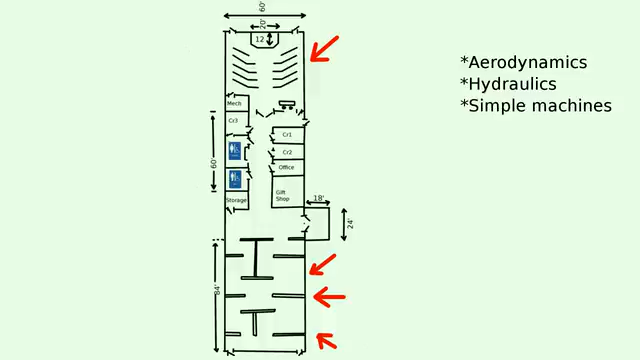 60'
20'
12'
*Aerodynamics
*Hydraulics
*Simple machines
Mech
Cr3
Cr1
Cr2
Office
60'
Gift
Shop
Storage
18'
24'
84'